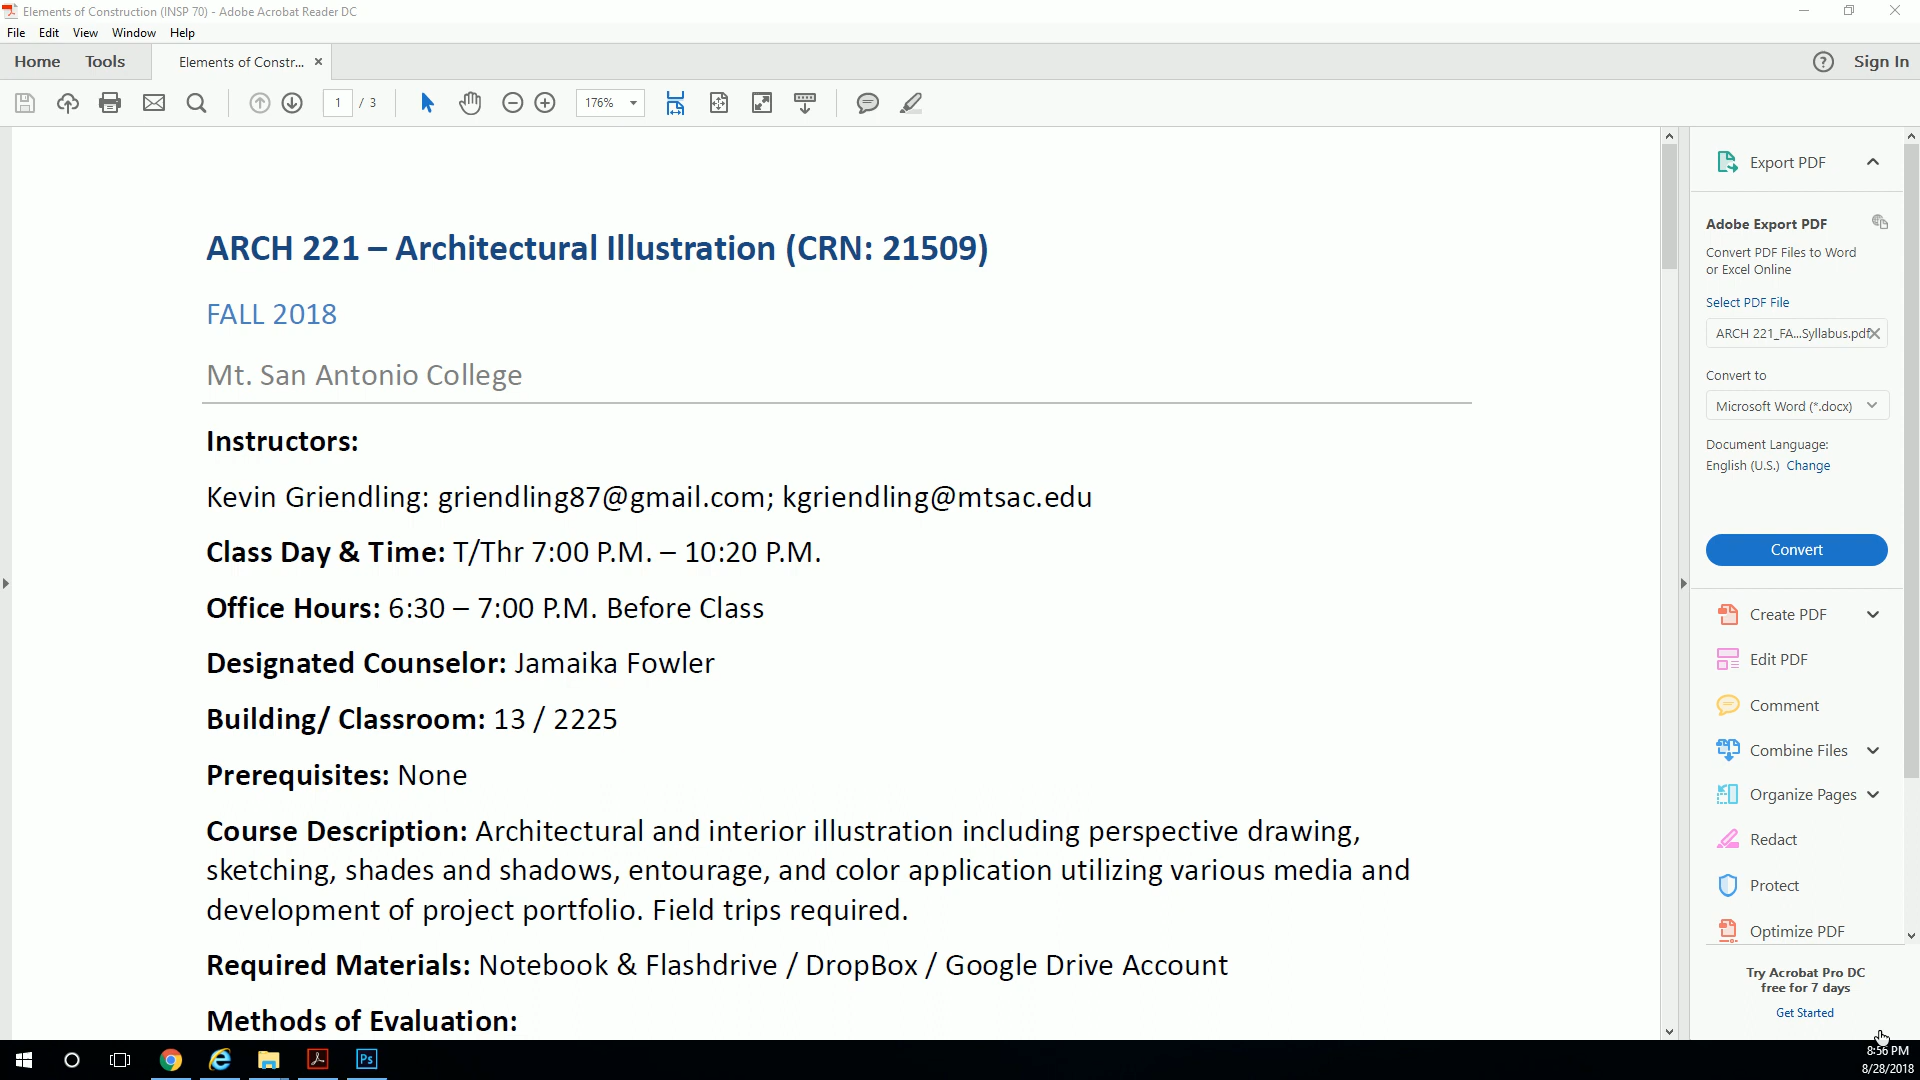 Elements of Construction (INSP 70) - Adobe Acrobat Reader DC
File Edit View Window Help
Home Tools Elements of Constr... × ? Sign In
1 / 3 176%
ARCH 221 – Architectural Illustration (CRN: 21509)
FALL 2018
Mt. San Antonio College
Instructors:
Kevin Griendling: griendling87@gmail.com; kgriendling@mtsac.edu
Class Day & Time: T/Thr 7:00 P.M. – 10:20 P.M.
Office Hours: 6:30 – 7:00 P.M. Before Class
Designated Counselor: Jamaika Fowler
Building/ Classroom: 13 / 2225
Prerequisites: None
Course Description: Architectural and interior illustration including perspective drawing,
sketching, shades and shadows, entourage, and color application utilizing various media and
development of project portfolio. Field trips required.
Required Materials: Notebook & Flashdrive / DropBox / Google Drive Account
Methods of Evaluation:
Export PDF
Adobe Export PDF
Convert PDF Files to Word
or Excel Online
Select PDF File
ARCH 221_FA...Syllabus.pdf
Convert to
Microsoft Word (*.docx)
Document Language:
English (U.S.) Change
Convert
Create PDF
Edit PDF
Comment
Combine Files
Organize Pages
Redact
Protect
Optimize PDF
Try Acrobat Pro DC
free for 7 days
Get Started
Ps
8:56 PM
8/28/2018